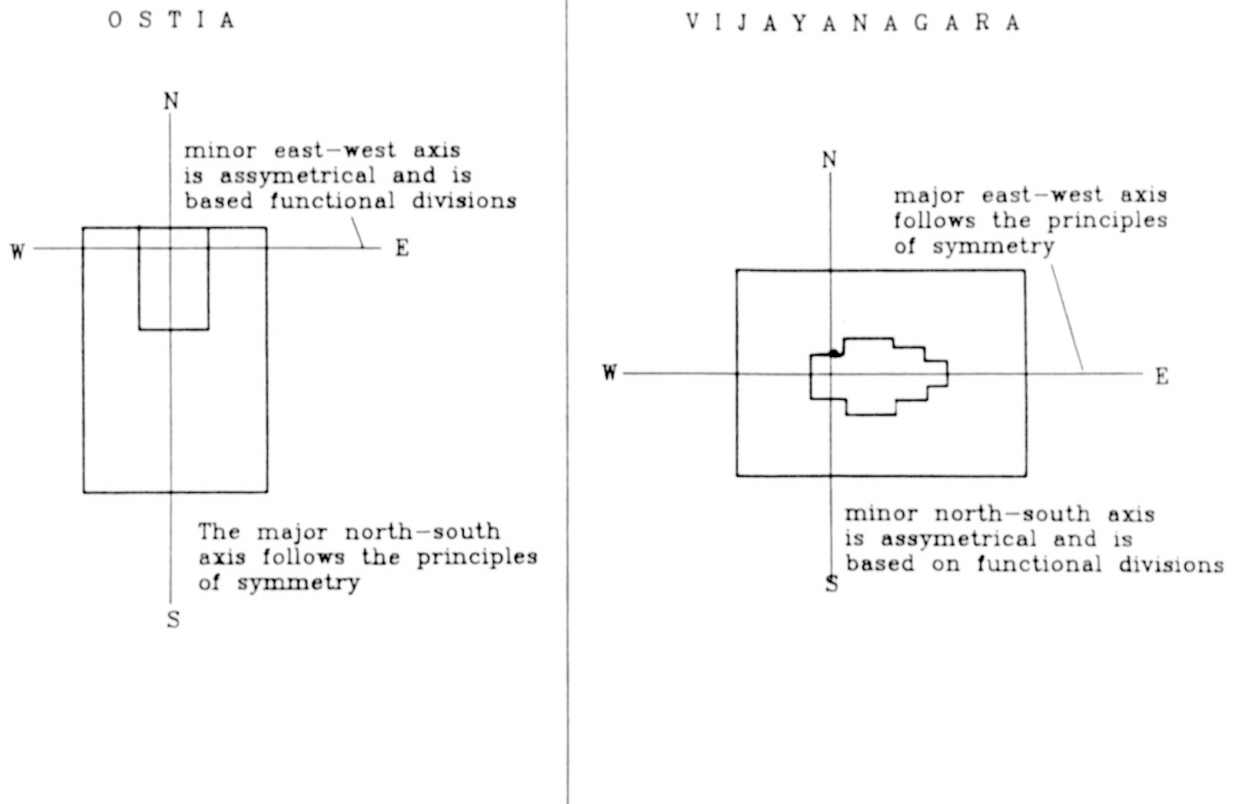 OSTIA
N
minor east-west axis
is assymetrical and is
based functional divisions
W
E
The major north-south
axis follows the principles
of symmetry
S
VIJAYANAGARA
N
major east-west axis
follows the principles
of symmetry
W
E
minor north-south axis
is assymetrical and is
based on functional divisions
S